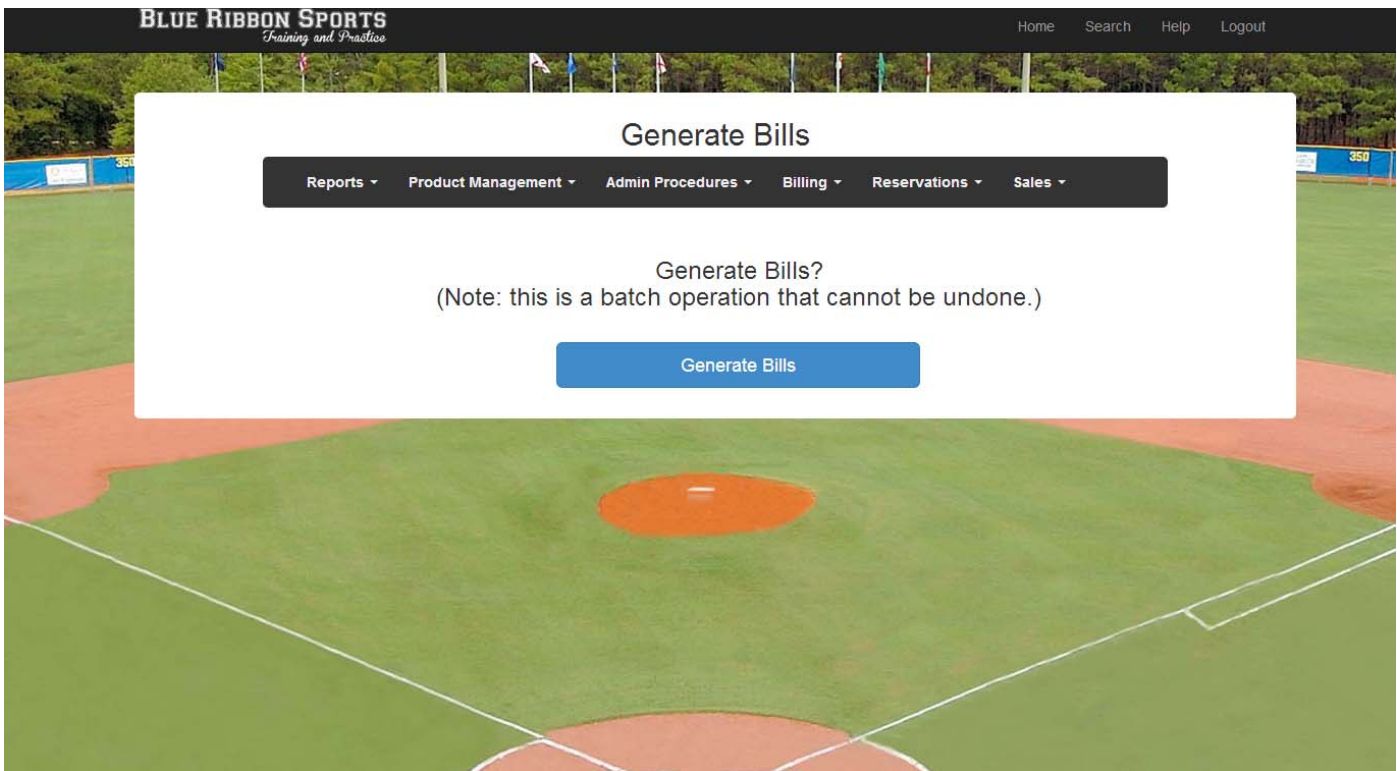 BLUE RIBBON SPORTS
Training and Practice
Home Search Help Logout
350
350
Generate Bills
Reports Product Management Admin Procedures Billing Reservations Sales
Generate Bills?
(Note: this is a batch operation that cannot be undone.)
Generate Bills